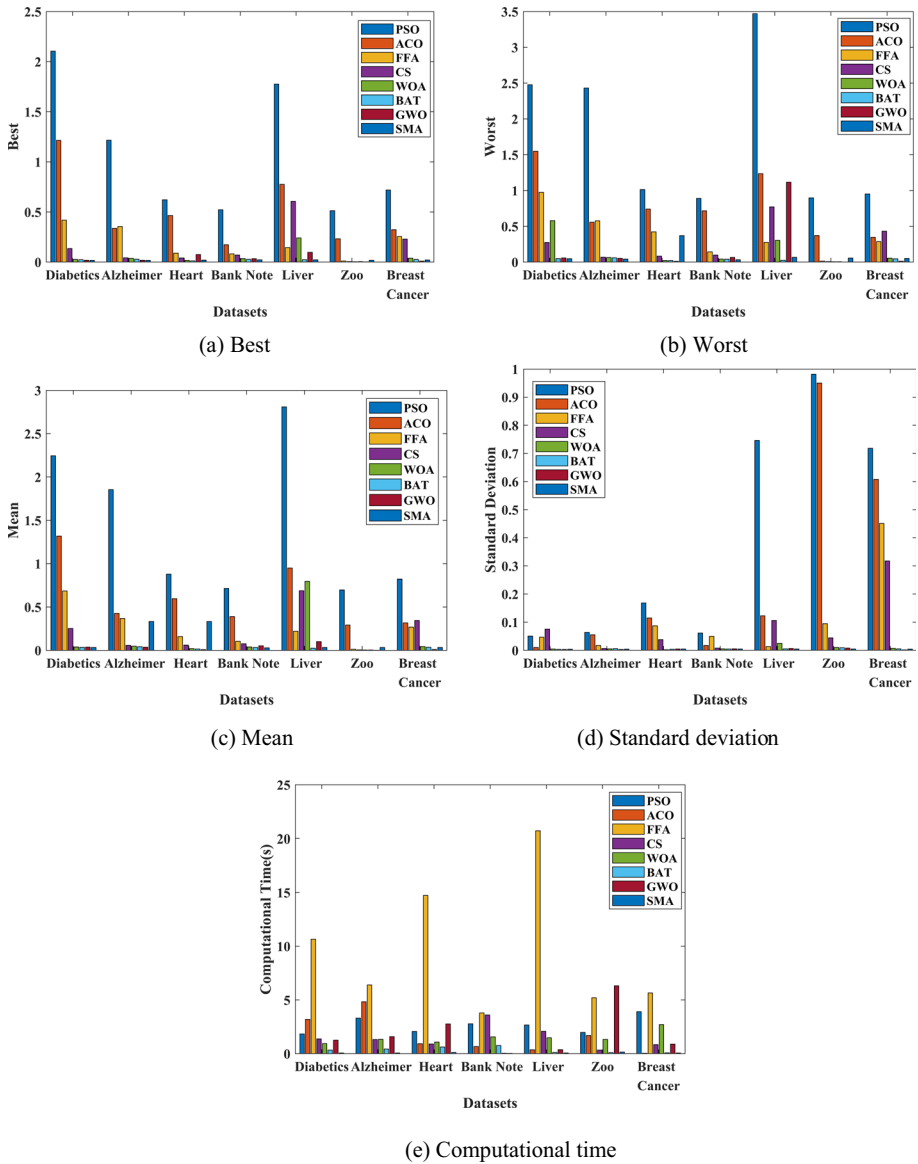 2.5
2
1.5
1
0.5
0
Best
PSO
ACO
FFA
CS
WOA
BAT
GWO
SMA
Diabetics Alzheimer Heart Bank Note Liver Zoo Breast
Cancer
Datasets
(a) Best
3.5
3
2.5
2
1.5
1
0.5
0
Worst
PSO
ACO
FFA
CS
WOA
BAT
GWO
SMA
Diabetics Alzheimer Heart Bank Note Liver Zoo Breast
Cancer
Datasets
(b) Worst
3
2.5
2
1.5
1
0.5
0
Mean
PSO
ACO
FFA
CS
WOA
BAT
GWO
SMA
Diabetics Alzheimer Heart Bank Note Liver Zoo Breast
Cancer
Datasets
(c) Mean
1
0.9
0.8
0.7
0.6
0.5
0.4
0.3
0.2
0.1
0
Standard Deviation
PSO
ACO
FFA
CS
WOA
BAT
GWO
SMA
Diabetics Alzheimer Heart Bank Note Liver Zoo Breast
Cancer
Datasets
(d) Standard deviation
25
20
15
10
5
0
Computational Time(s)
PSO
ACO
FFA
CS
WOA
BAT
GWO
SMA
Diabetics Alzheimer Heart Bank Note Liver Zoo Breast
Cancer
Datasets
(e) Computational time